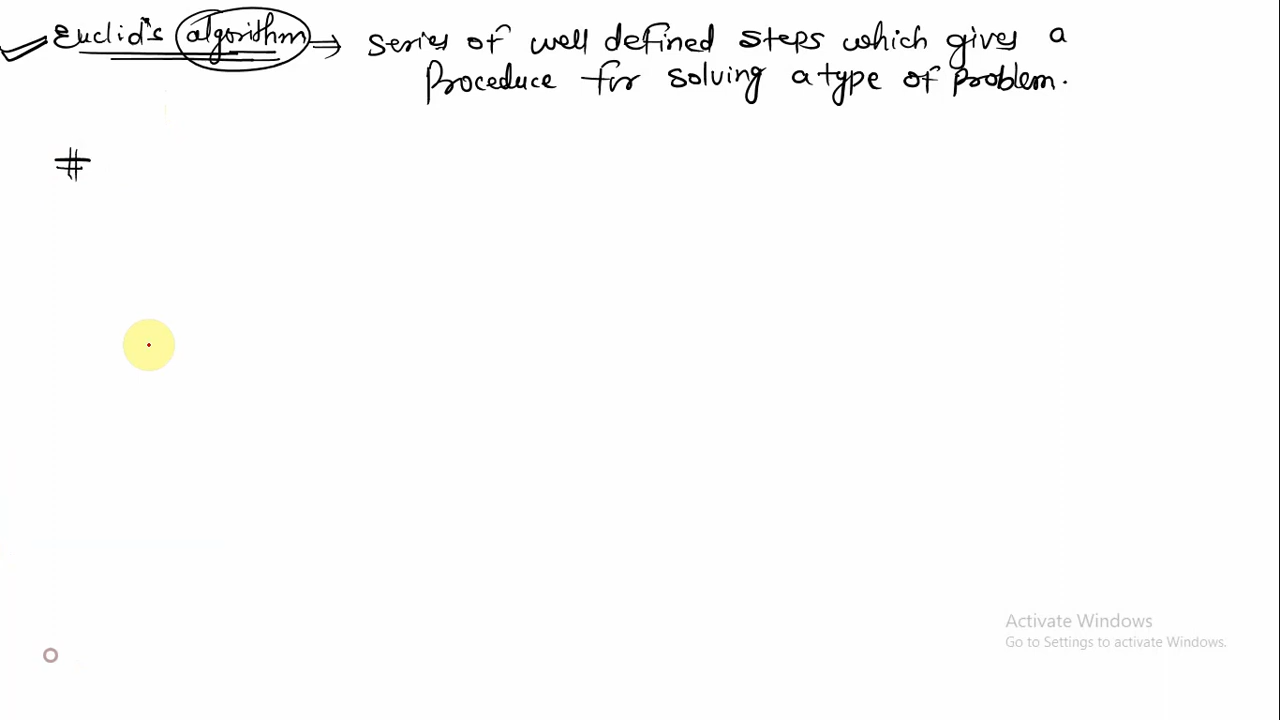 Euclid's algorithm ⇒ series of well defined steps which gives a
Proceduce for solving a type of Problem.
#
Activate Windows
Go to Settings to activate Windows.